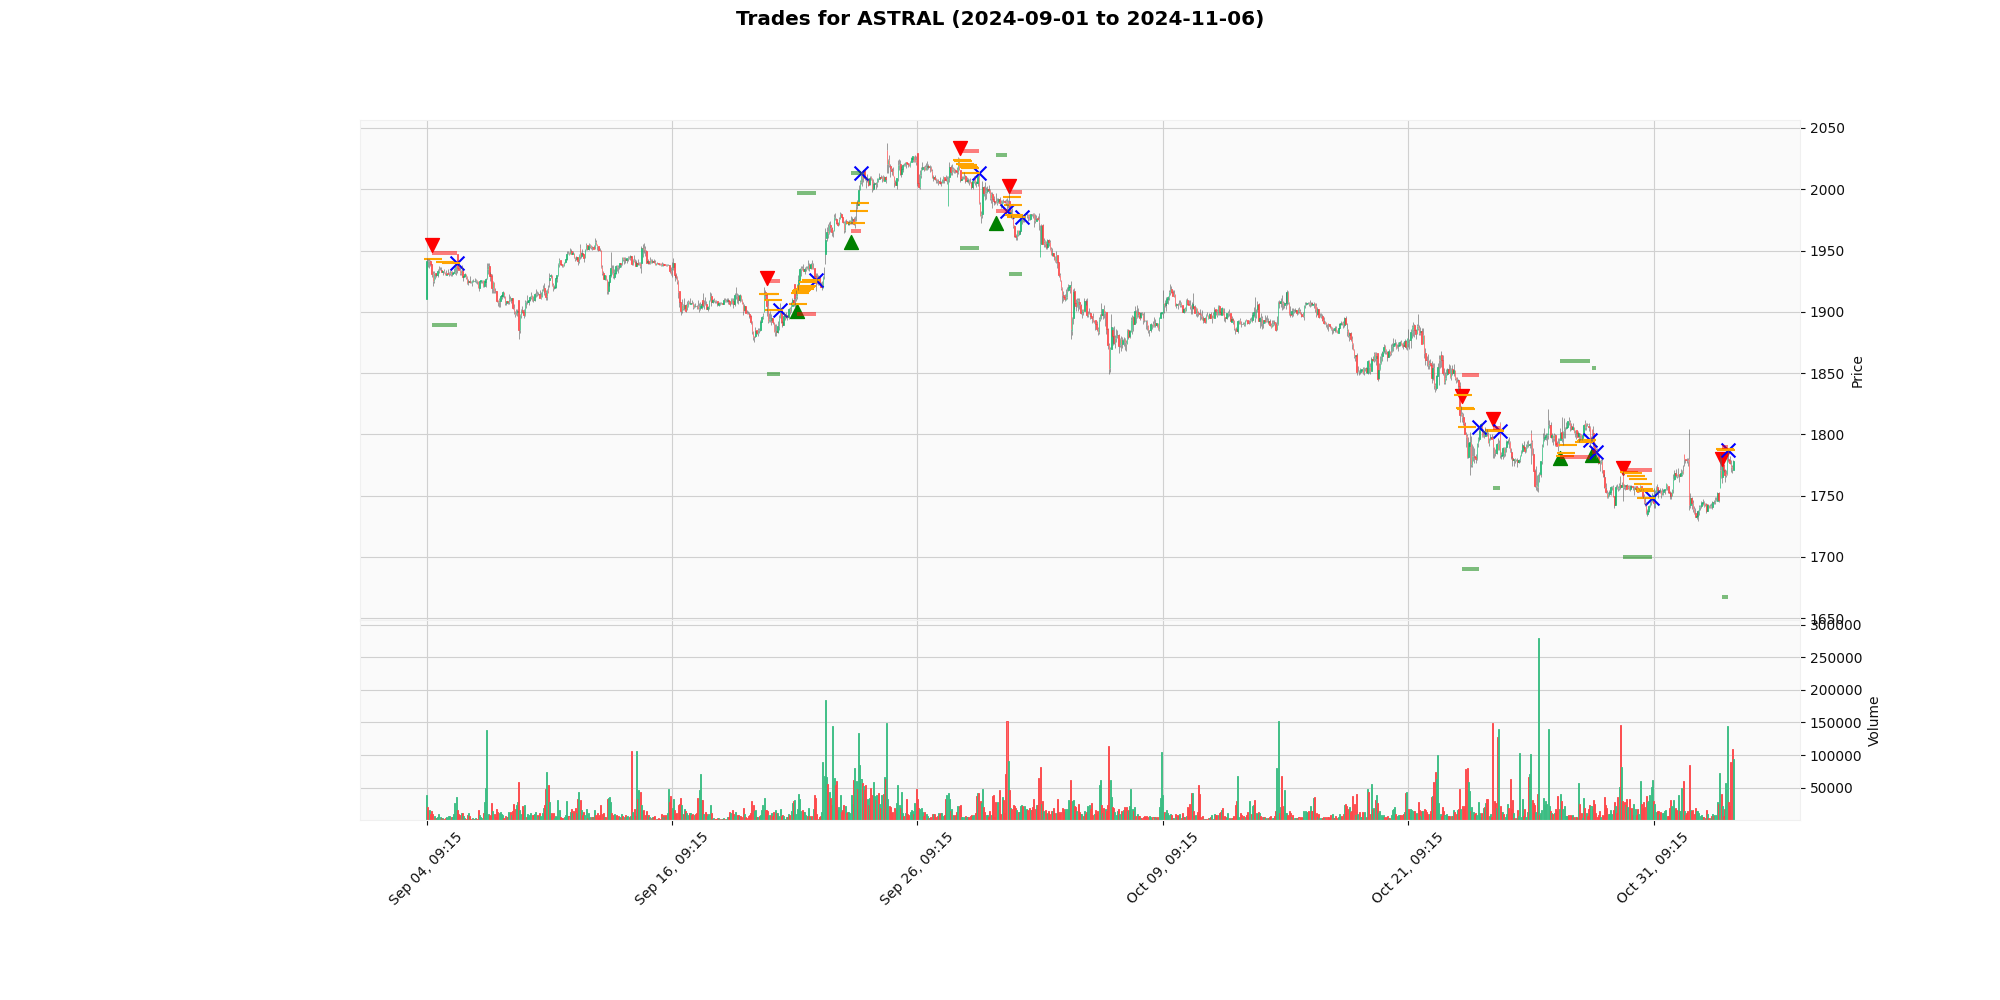 Trades for ASTRAL (2024-09-01 to 2024-11-06)
2050
2000
1950
1900
1850
1800
1750
1700
1650
Price
300000
250000
200000
150000
100000
50000
Volume
Sep 04, 09:15
Sep 16, 09:15
Sep 26, 09:15
Oct 09, 09:15
Oct 21, 09:15
Oct 31, 09:15